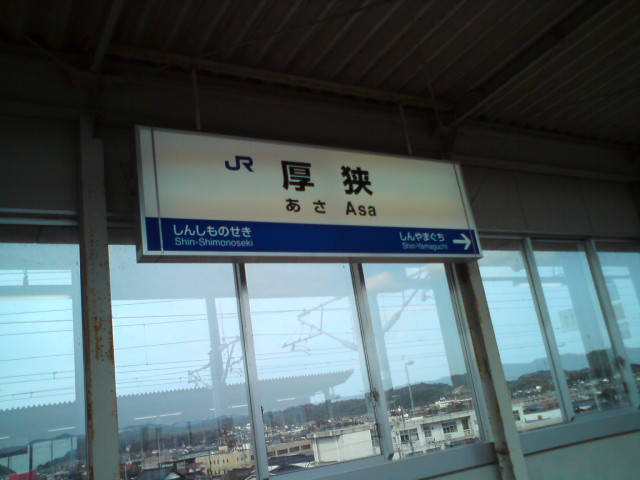 JR 厚狭
あさ Asa
しんしものせき しんやまぐち
Shin-Shimonoseki Shin-Yamaguchi